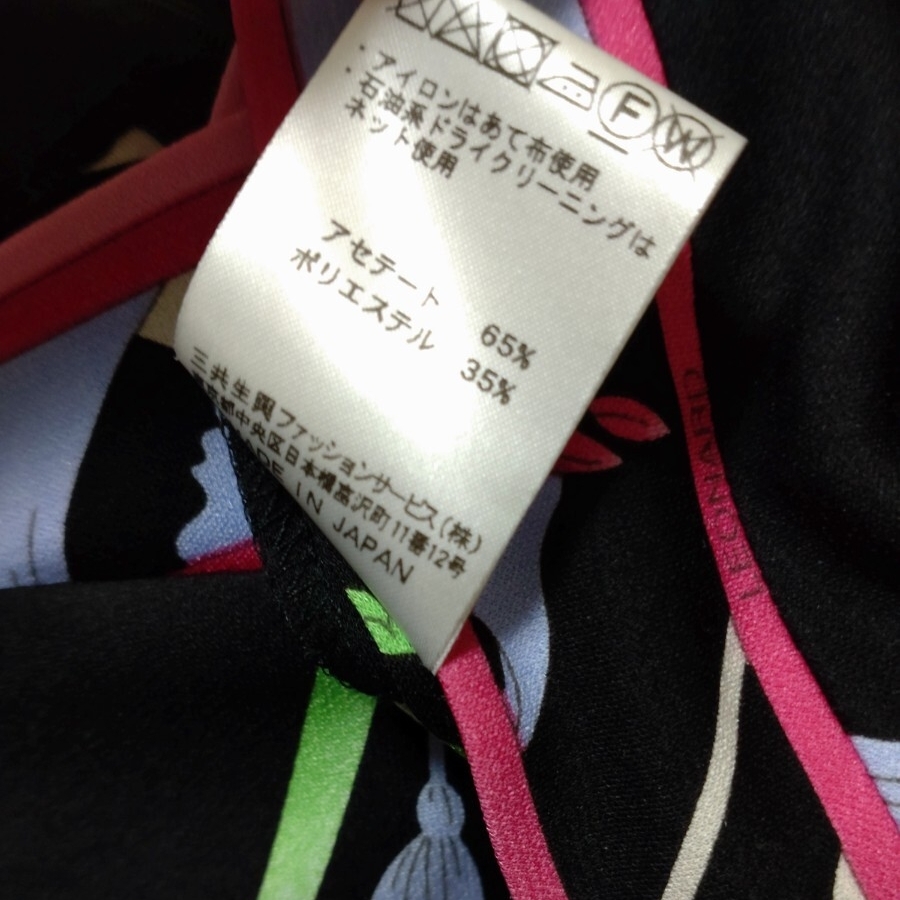 F W
・アイロンはあて布使用
・石油系ドライクリーニングは
ネット使用
アセテート 65%
ポリエステル 35%
三共生興ファッションサービス(株)
東京都中央区日本橋富沢町11番12号
MADE IN JAPAN